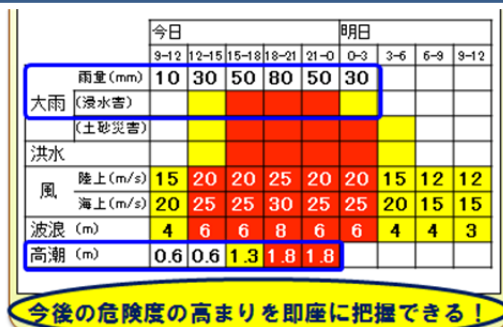 今日 明日
9-12 12-15 15-18 18-21 21-0 0-3 3-6 6-9 9-12
雨量(mm) 10 30 50 80 50 30
大雨 (浸水害)
(土砂災害)
洪水
風 陸上(m/s) 15 20 20 25 20 20 15 12 12
海上(m/s) 20 25 25 30 25 25 20 15 15
波浪 (m) 4 6 6 8 6 6 4 4 3
高潮 (m) 0.6 0.6 1.3 1.8 1.8
今後の危険度の高まりを即座に把握できる!